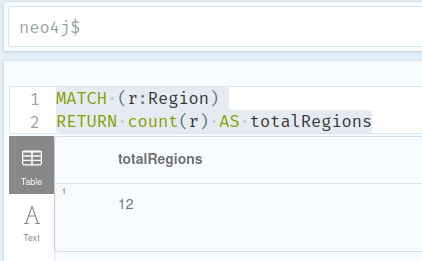 neo4j$
1 MATCH (r:Region)
2 RETURN count(r) AS totalRegions
totalRegions
Table
1
12
A
Text